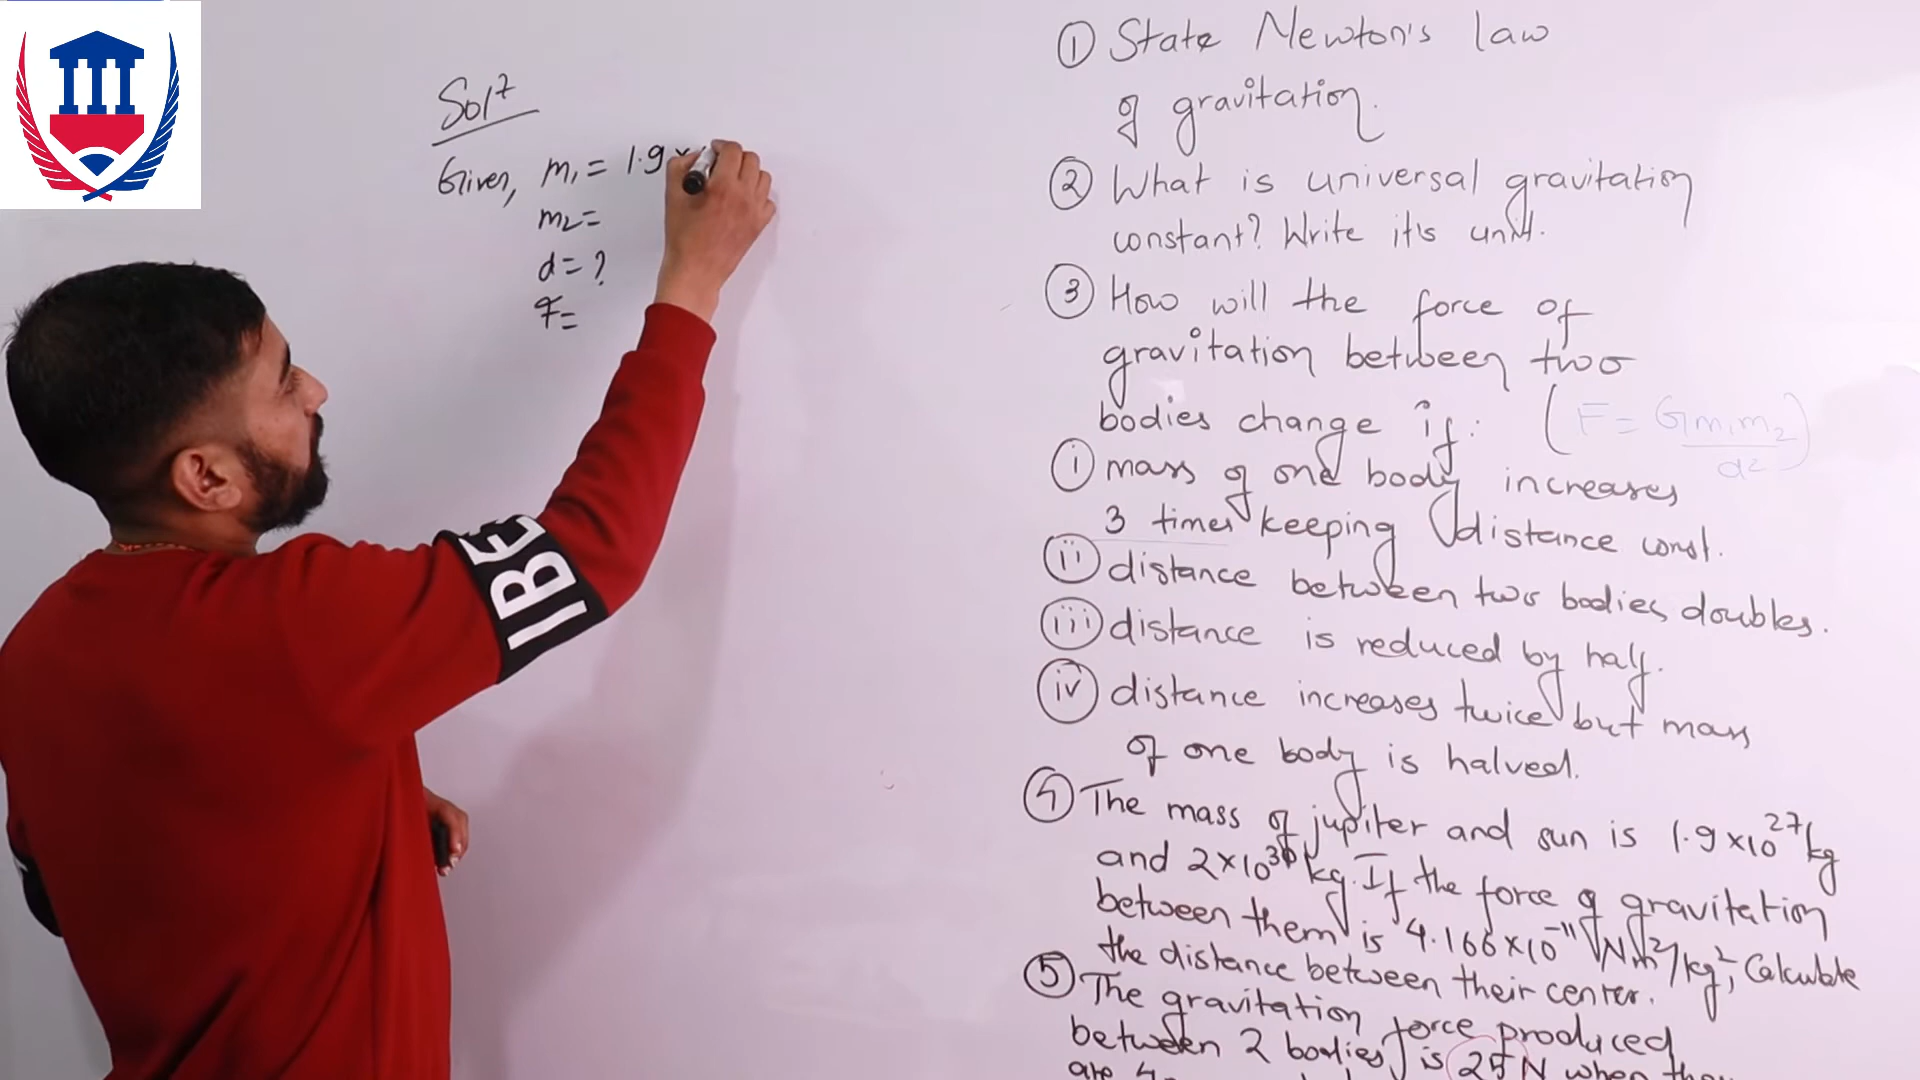 Sol^n
Given, m₁ = 1.9 ×
m₂ =
d = ?
F =
IBE
① State Newton's law
of gravitation.
② What is universal gravitation
constant? Write it's unit.
③ How will the force of
gravitation between two
bodies change if: (F = Gm₁m₂/d²)
ⓘ mass of one body increases
3 times keeping distance const.
ii distance between two bodies doubles.
iii distance is reduced by half.
iv distance increases twice but mass
of one body is halved.
④ The mass of jupiter and sun is 1.9×10²⁷ kg
and 2×10³⁰ kg. If the force of gravitation
between them is 4.166×10⁻¹¹ Nm²/kg², Calculate
the distance between their center.
⑤ The gravitation force produced
between 2 bodies is 25 N when they
are 4